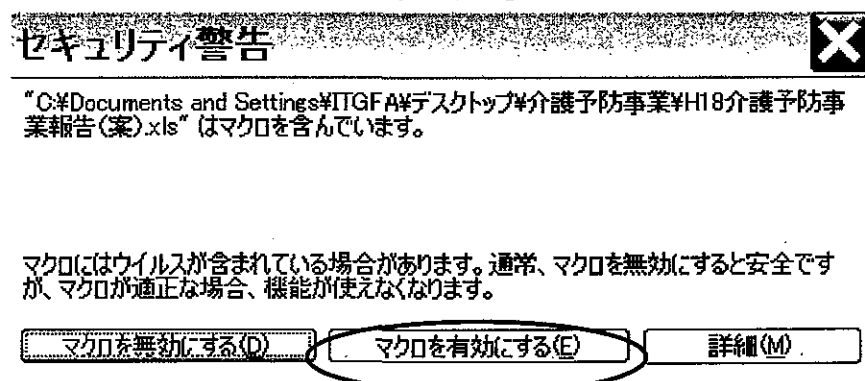 セキュリティ警告
"C:¥Documents and Settings¥ITGFA¥デスクトップ¥介護予防事業¥H18介護予防事
業報告(案).xls" はマクロを含んでいます。
マクロにはウイルスが含まれている場合があります。通常、マクロを無効にすると安全です
が、マクロが適正な場合、機能が使えなくなります。
マクロを無効にする(D) マクロを有効にする(E) 詳細(M)